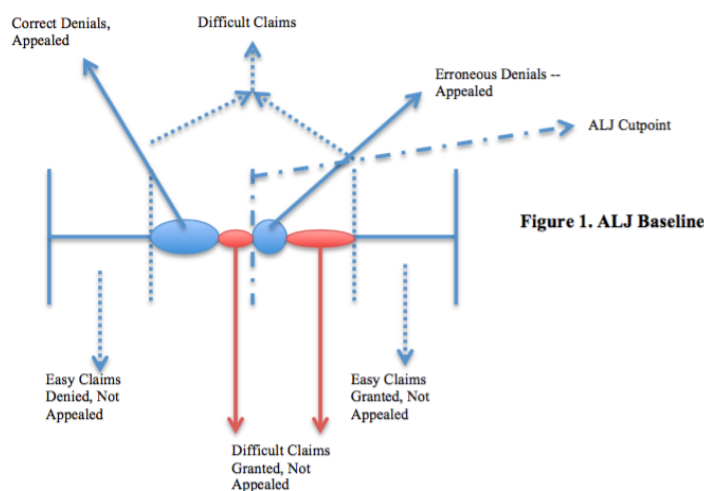 Correct Denials,
Appealed
Difficult Claims
Erroneous Denials --
Appealed
ALJ Cutpoint
Figure 1. ALJ Baseline
Easy Claims
Denied, Not
Appealed
Easy Claims
Granted, Not
Appealed
Difficult Claims
Granted, Not
Appealed